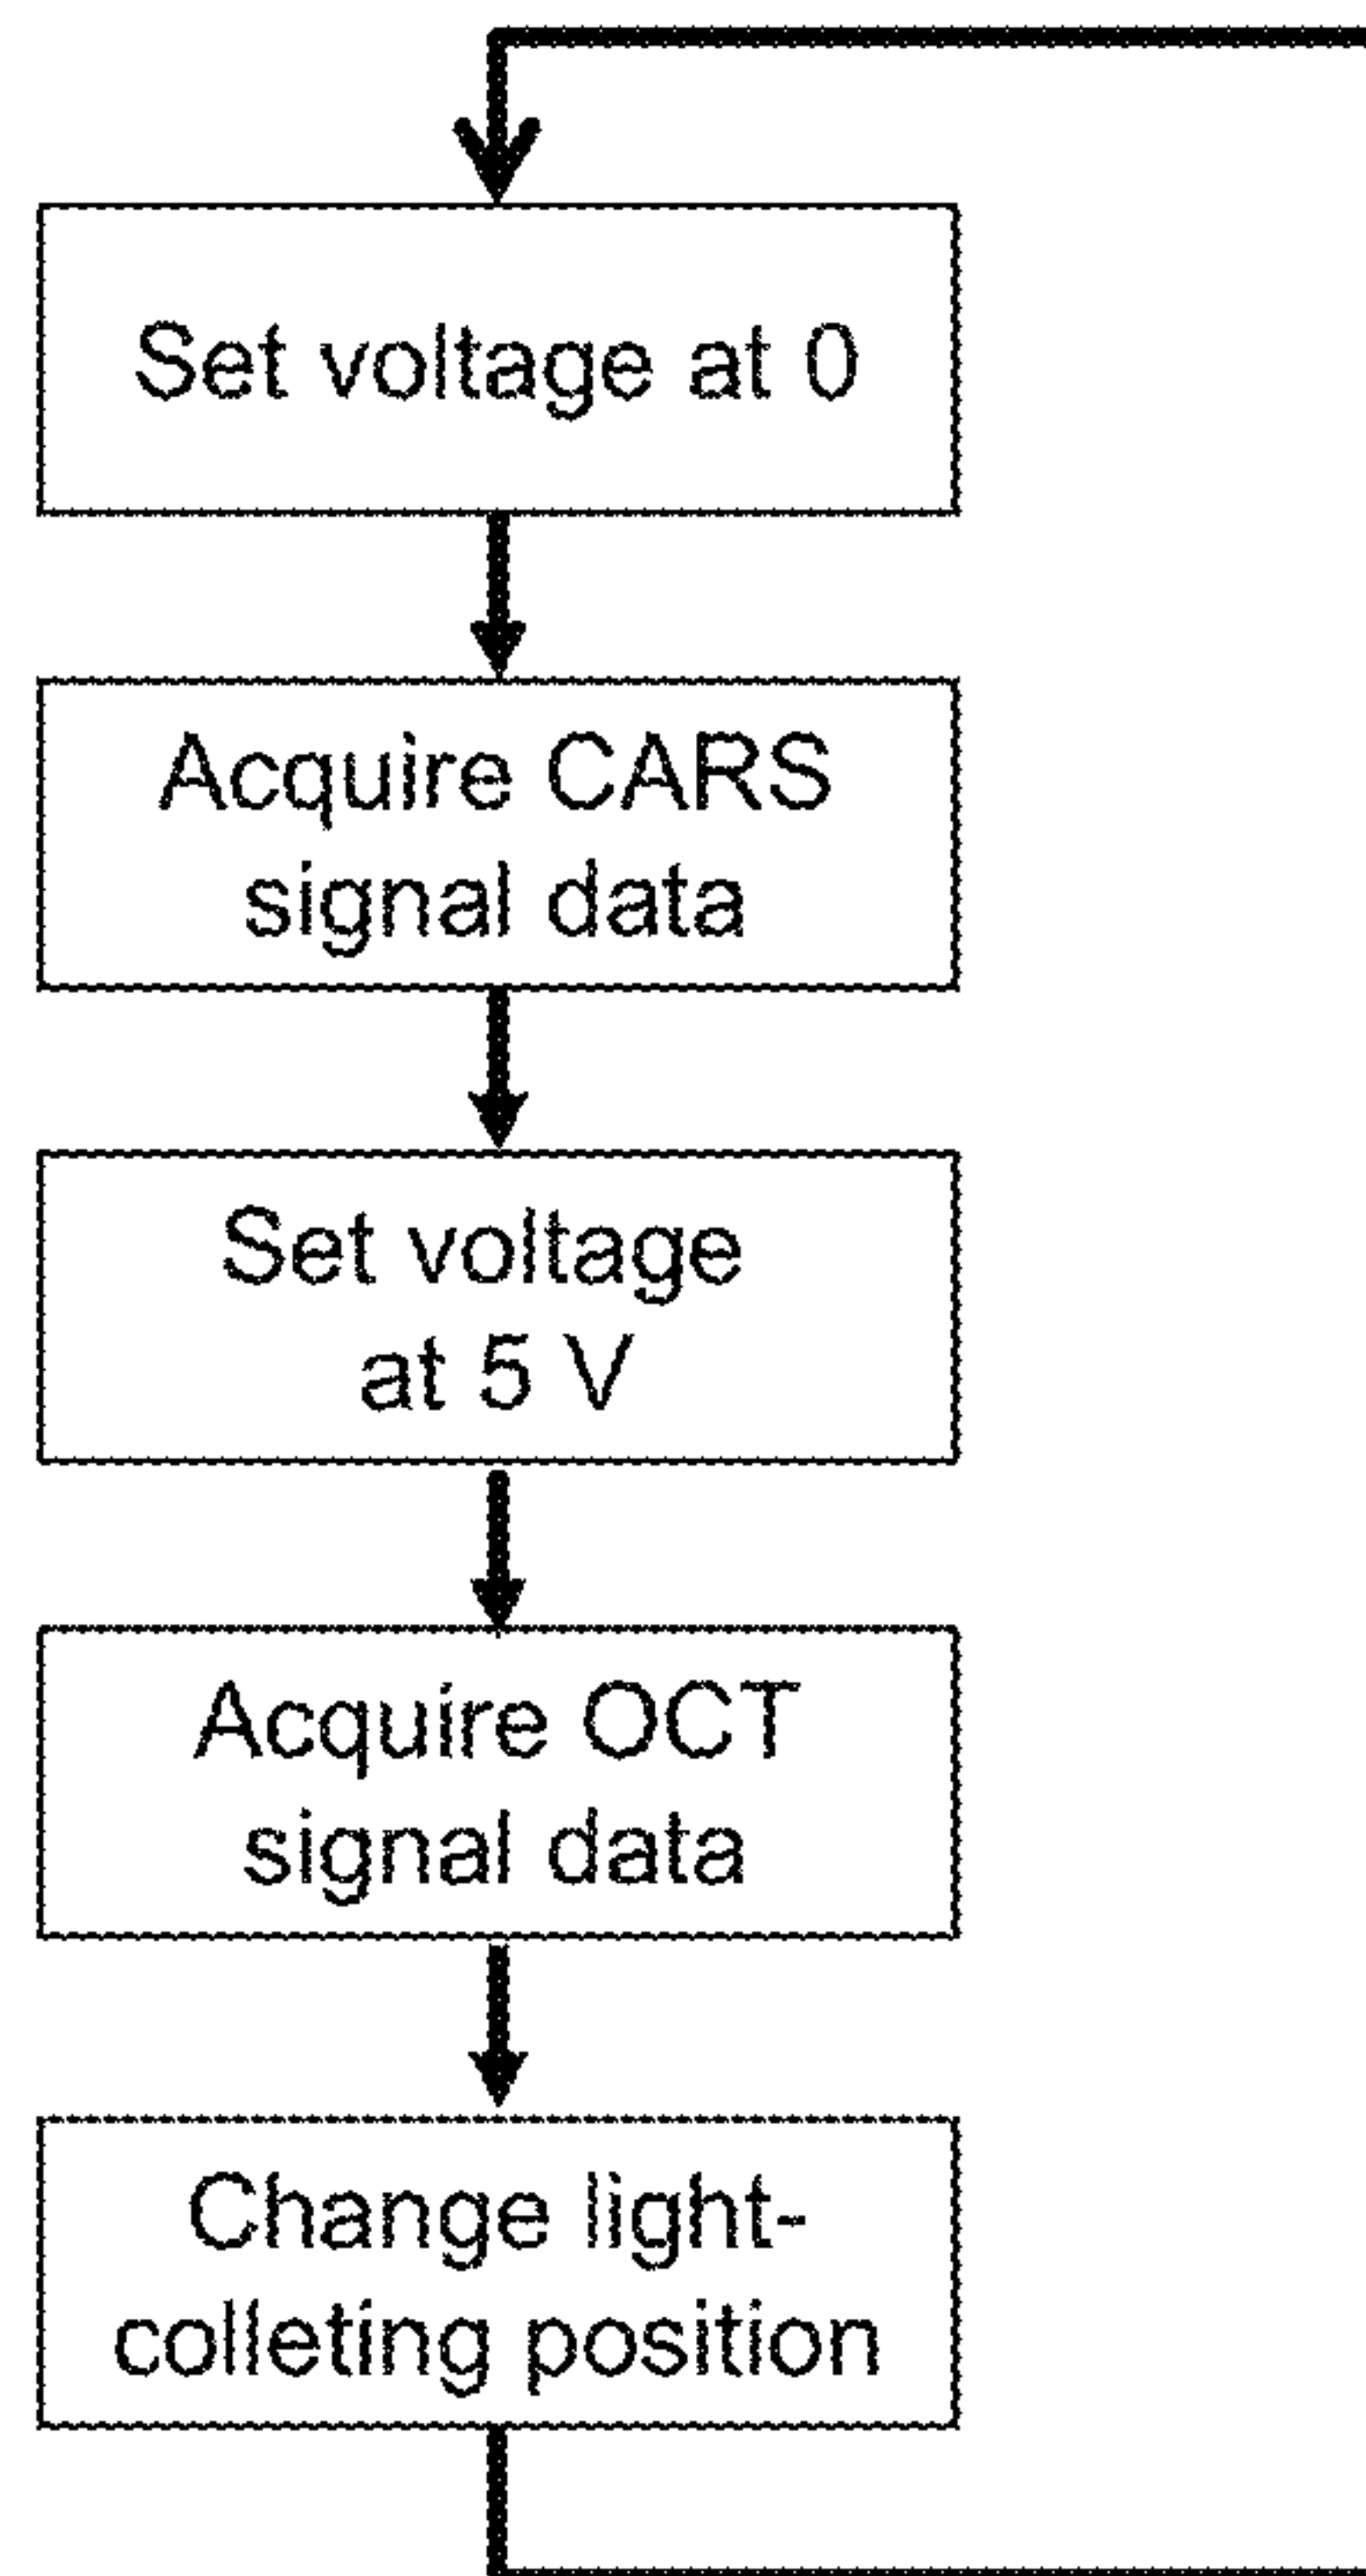 Set voltage at 0
Acquire CARS
signal data
Set voltage
at 5 V
Acquire OCT
signal data
Change light-
colleting position